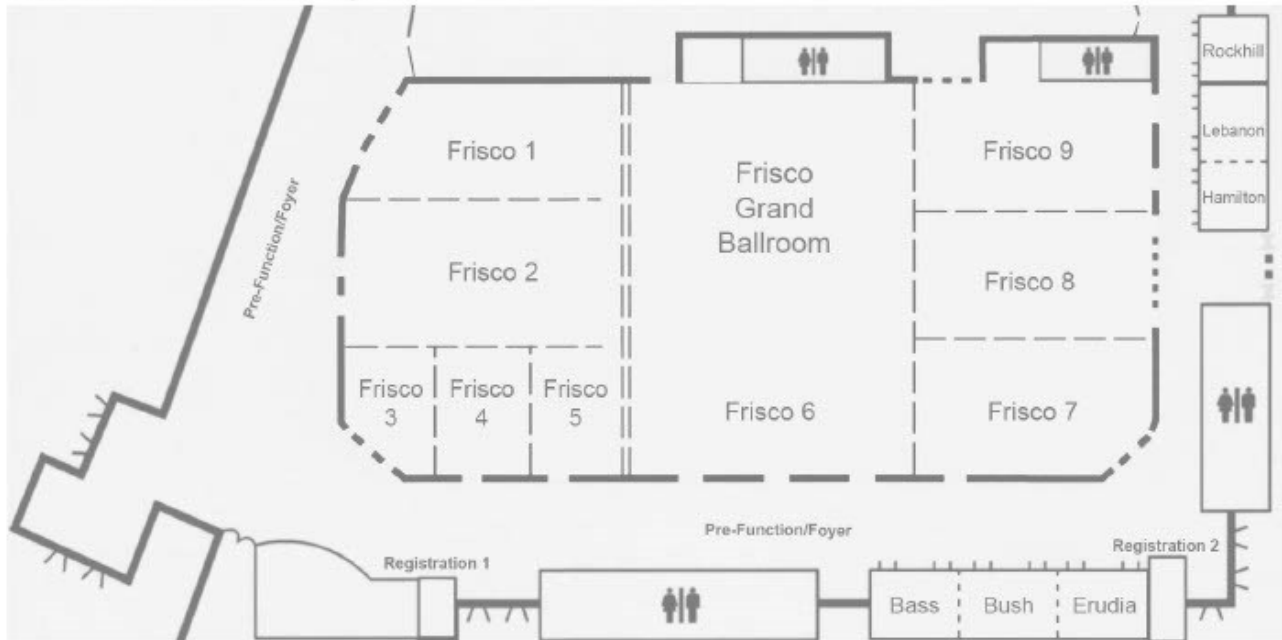 Rockhill
Lebanon
Hamilton
Frisco 1
Frisco 9
Frisco
Grand
Ballroom
Pre-Function/Foyer
Frisco 2
Frisco 8
Frisco
3
Frisco
4
Frisco
5
Frisco 6
Frisco 7
Pre-Function/Foyer
Registration 1
Registration 2
Bass
Bush
Erudia